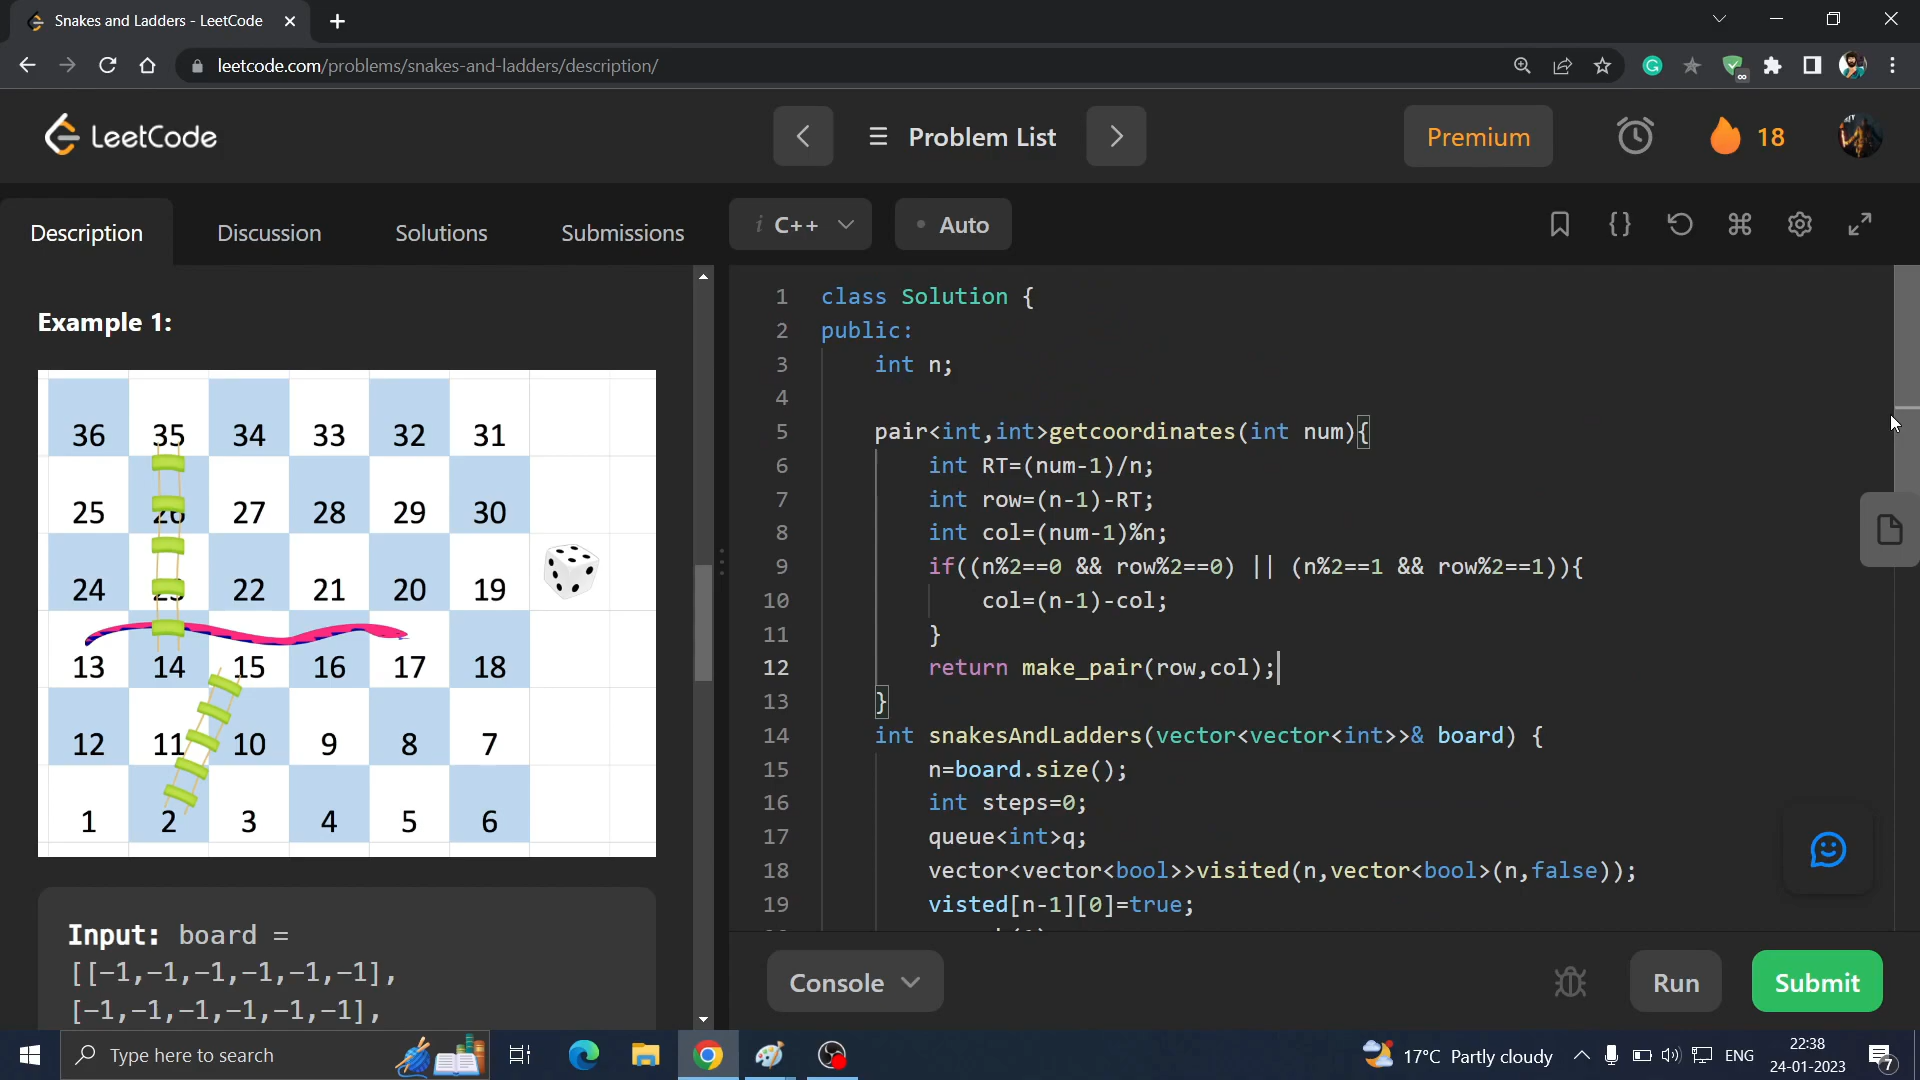 Snakes and Ladders - LeetCode
leetcode.com/problems/snakes-and-ladders/description/
LeetCode
Problem List
Premium
18
Description Discussion Solutions Submissions
i C++
Auto
Example 1:
36 35 34 33 32 31
25 26 27 28 29 30
24 23 22 21 20 19
13 14 15 16 17 18
12 11 10 9 8 7
1 2 3 4 5 6
Input: board =
[[-1,-1,-1,-1,-1,-1],
[-1,-1,-1,-1,-1,-1],
1 class Solution {
2 public:
3 int n;
4
5 pair<int,int>getcoordinates(int num){
6 int RT=(num-1)/n;
7 int row=(n-1)-RT;
8 int col=(num-1)%n;
9 if((n%2==0 && row%2==0) || (n%2==1 && row%2==1)){
10 col=(n-1)-col;
11 }
12 return make_pair(row,col);
13 }
14 int snakesAndLadders(vector<vector<int>>& board) {
15 n=board.size();
16 int steps=0;
17 queue<int>q;
18 vector<vector<bool>>visited(n,vector<bool>(n,false));
19 visted[n-1][0]=true;
Console
Run
Submit
Type here to search
17°C Partly cloudy
ENG
22:38
24-01-2023
7